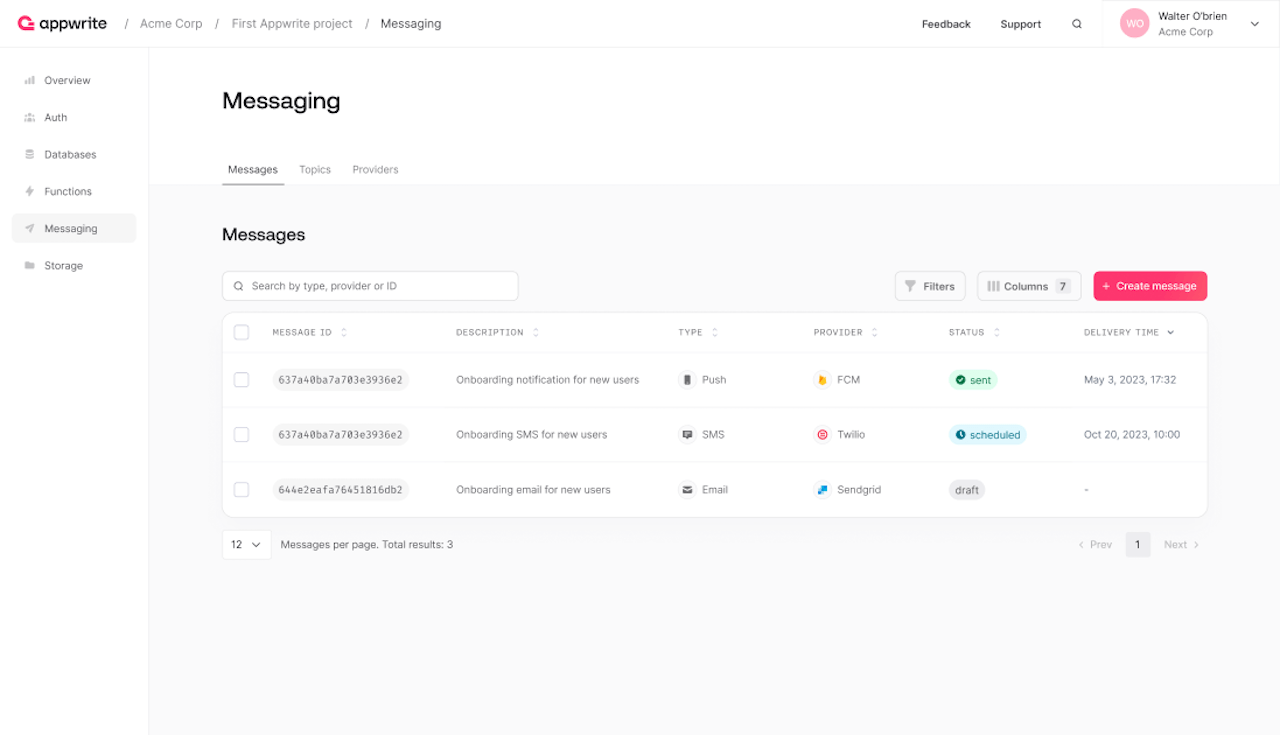 appwrite / Acme Corp / First Appwrite project / Messaging
Feedback Support WO Walter O'brien
Acme Corp
Overview
Auth
Databases
Functions
Messaging
Storage
Messaging
Messages Topics Providers
Messages
Search by type, provider or ID Filters Columns 7 + Create message
MESSAGE ID DESCRIPTION TYPE PROVIDER STATUS DELIVERY TIME
637a40ba7a703e3936e2 Onboarding notification for new users Push FCM sent May 3, 2023, 17:32
637a40ba7a703e3936e2 Onboarding SMS for new users SMS Twilio scheduled Oct 20, 2023, 10:00
644e2eafa76451816db2 Onboarding email for new users Email Sendgrid draft -
12 Messages per page. Total results: 3 Prev 1 Next